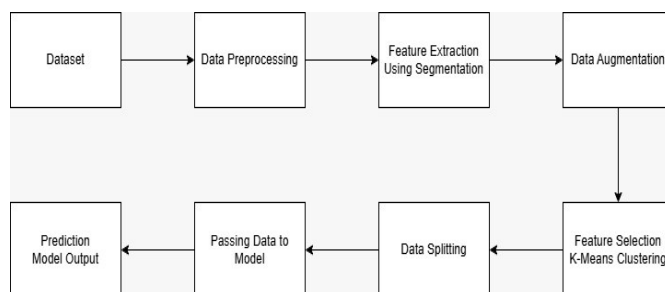 Dataset
Data Preprocessing
Feature Extraction
Using Segmentation
Data Augmentation
Prediction
Model Output
Passing Data to
Model
Data Splitting
Feature Selection
K-Means Clustering